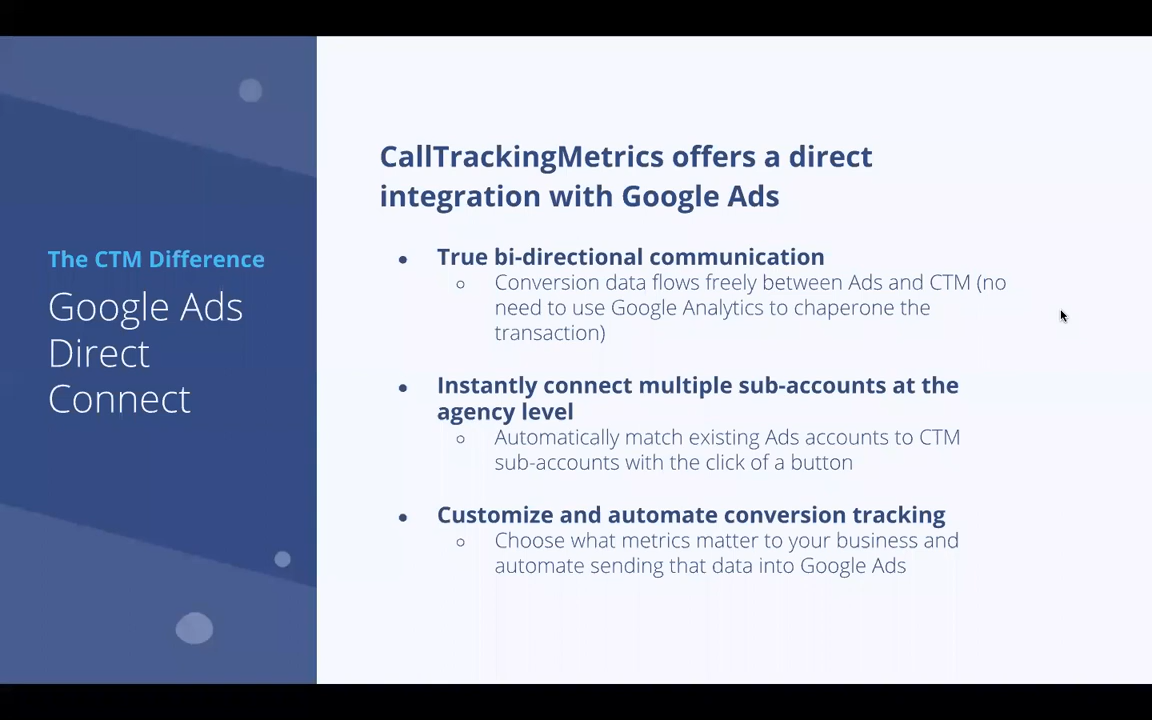 The CTM Difference
Google Ads
Direct
Connect
CallTrackingMetrics offers a direct
integration with Google Ads
● True bi-directional communication
○ Conversion data flows freely between Ads and CTM (no
need to use Google Analytics to chaperone the
transaction)
● Instantly connect multiple sub-accounts at the
agency level
○ Automatically match existing Ads accounts to CTM
sub-accounts with the click of a button
● Customize and automate conversion tracking
○ Choose what metrics matter to your business and
automate sending that data into Google Ads